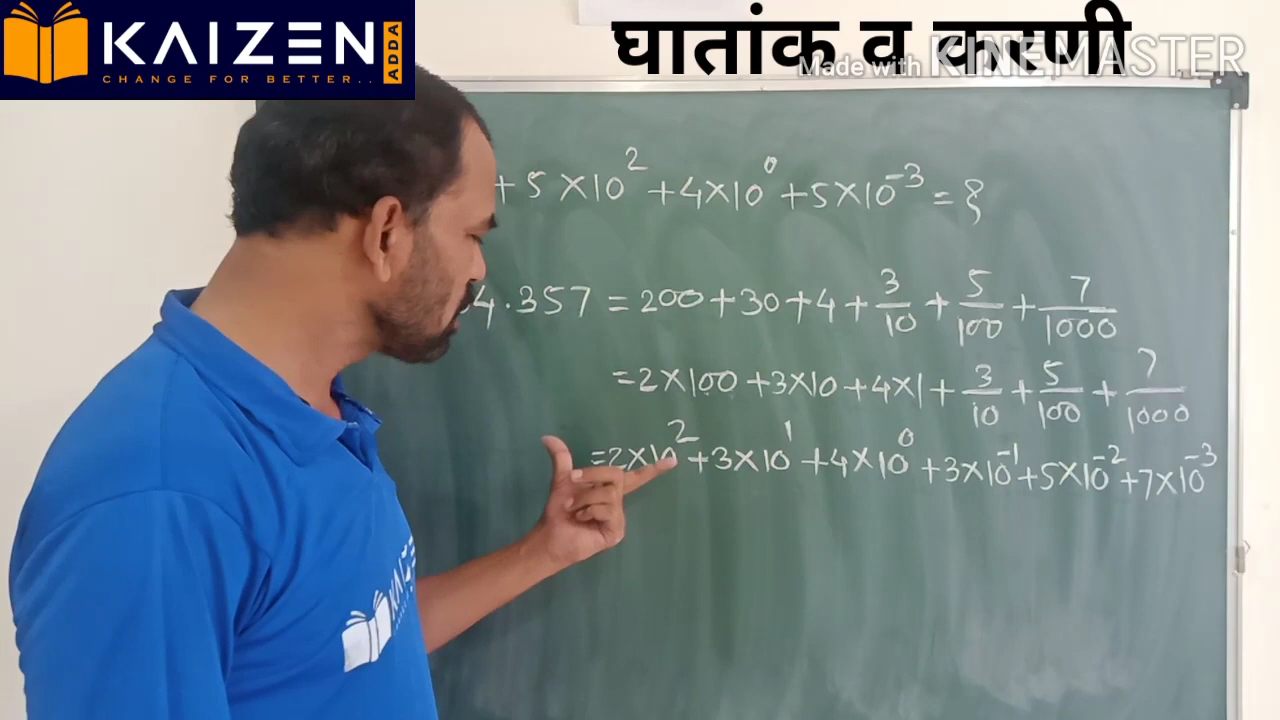 KAIZEN ADDA
CHANGE FOR BETTER..
घातांक व करणी
Made with KINEMASTER
+ 5 × 10² + 4 × 10⁰ + 5 × 10⁻³ = {
4.357 = 200 + 30 + 4 + 3/10 + 5/100 + 7/1000
= 2 × 100 + 3 × 10 + 4 × 1 + 3/10 + 5/100 + 7/1000
= 2 × 10² + 3 × 10¹ + 4 × 10⁰ + 3 × 10⁻¹ + 5 × 10⁻² + 7 × 10⁻³